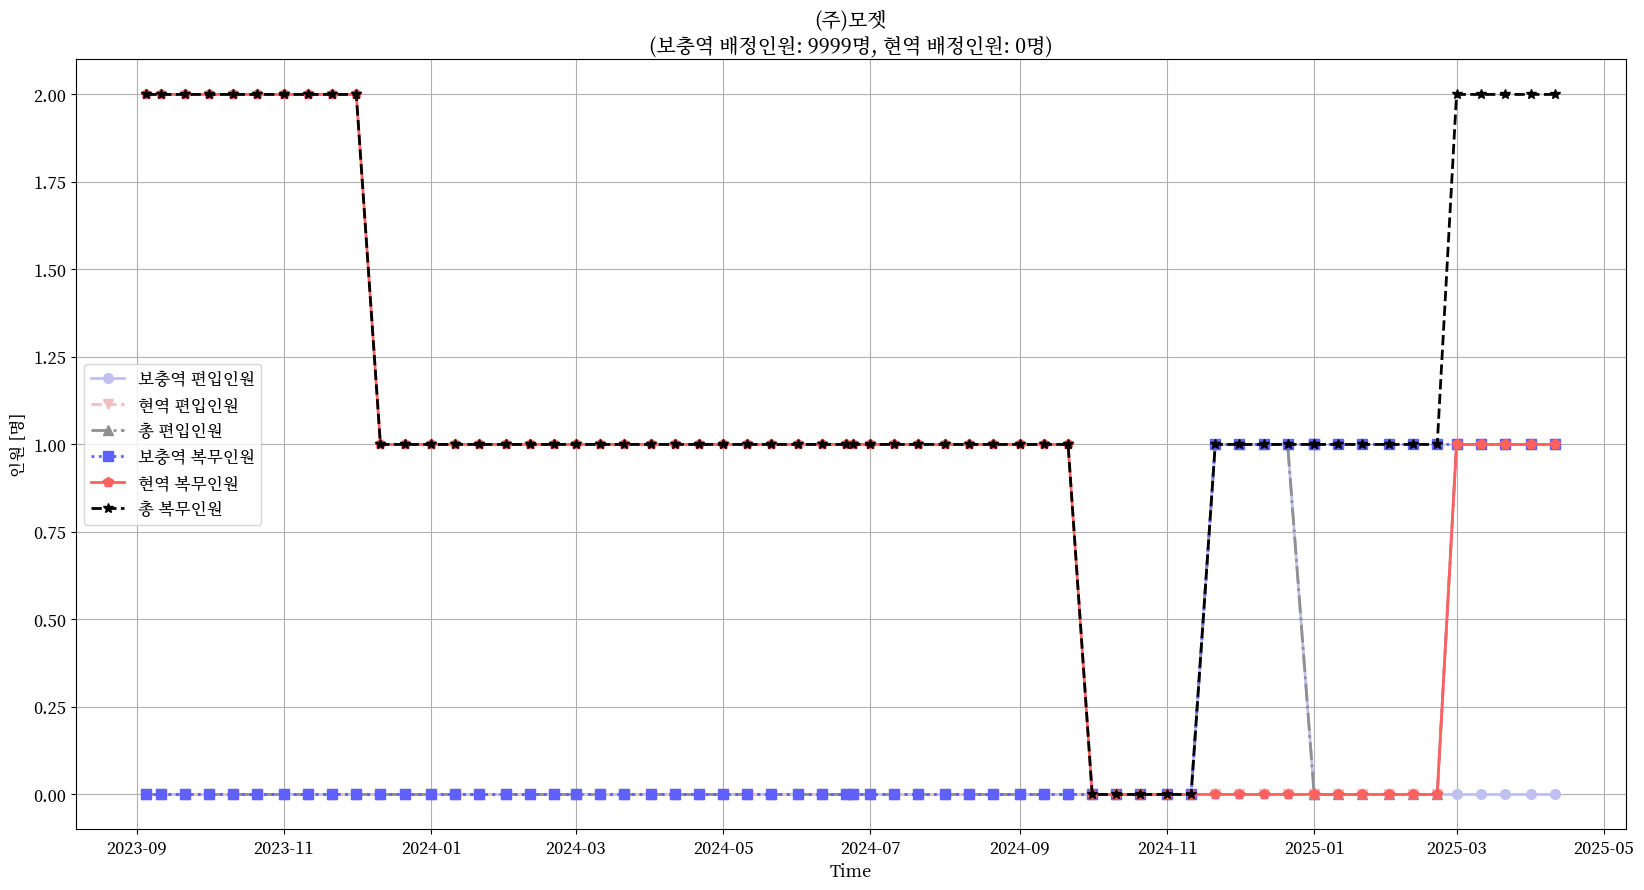 (주)모젯
(보충역 배정인원: 9999명, 현역 배정인원: 0명)
2.00
1.75
1.50
1.25
1.00
0.75
0.50
0.25
0.00
인원 [명]
보충역 편입인원
현역 편입인원
총 편입인원
보충역 복무인원
현역 복무인원
총 복무인원
2023-09 2023-11 2024-01 2024-03 2024-05 2024-07 2024-09 2024-11 2025-01 2025-03 2025-05
Time